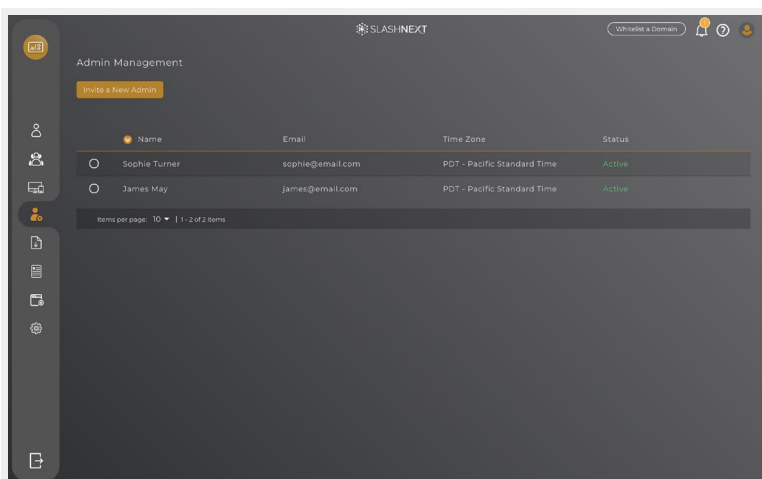 SLASHNEXT
Whitelist a Domain
Admin Management
Invite a New Admin
Name Email Time Zone Status
Sophie Turner sophie@email.com PDT - Pacific Standard Time Active
James May james@email.com PDT - Pacific Standard Time Active
Items per page: 10 | 1 - 2 of 2 items